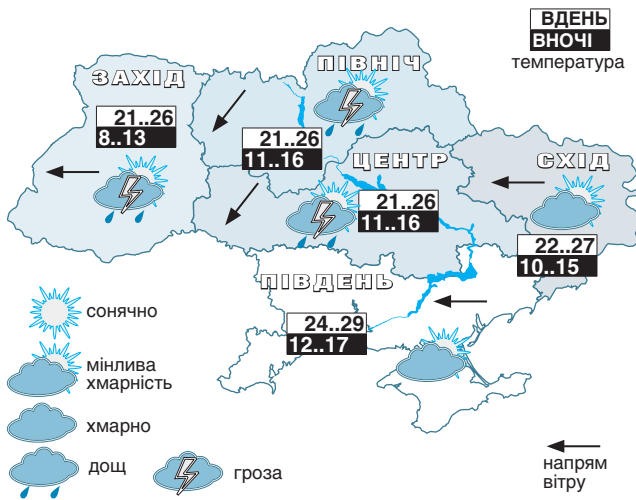 ВДЕНЬ
ВНОЧІ
температура
ПІВНІЧ
ЗАХІД
21..26
8..13
21..26
11..16
ЦЕНТР
СХІД
21..26
11..16
22..27
10..15
ПІВДЕНЬ
24..29
12..17
сонячно
мінлива
хмарність
хмарно
дощ
гроза
напрям
вітру